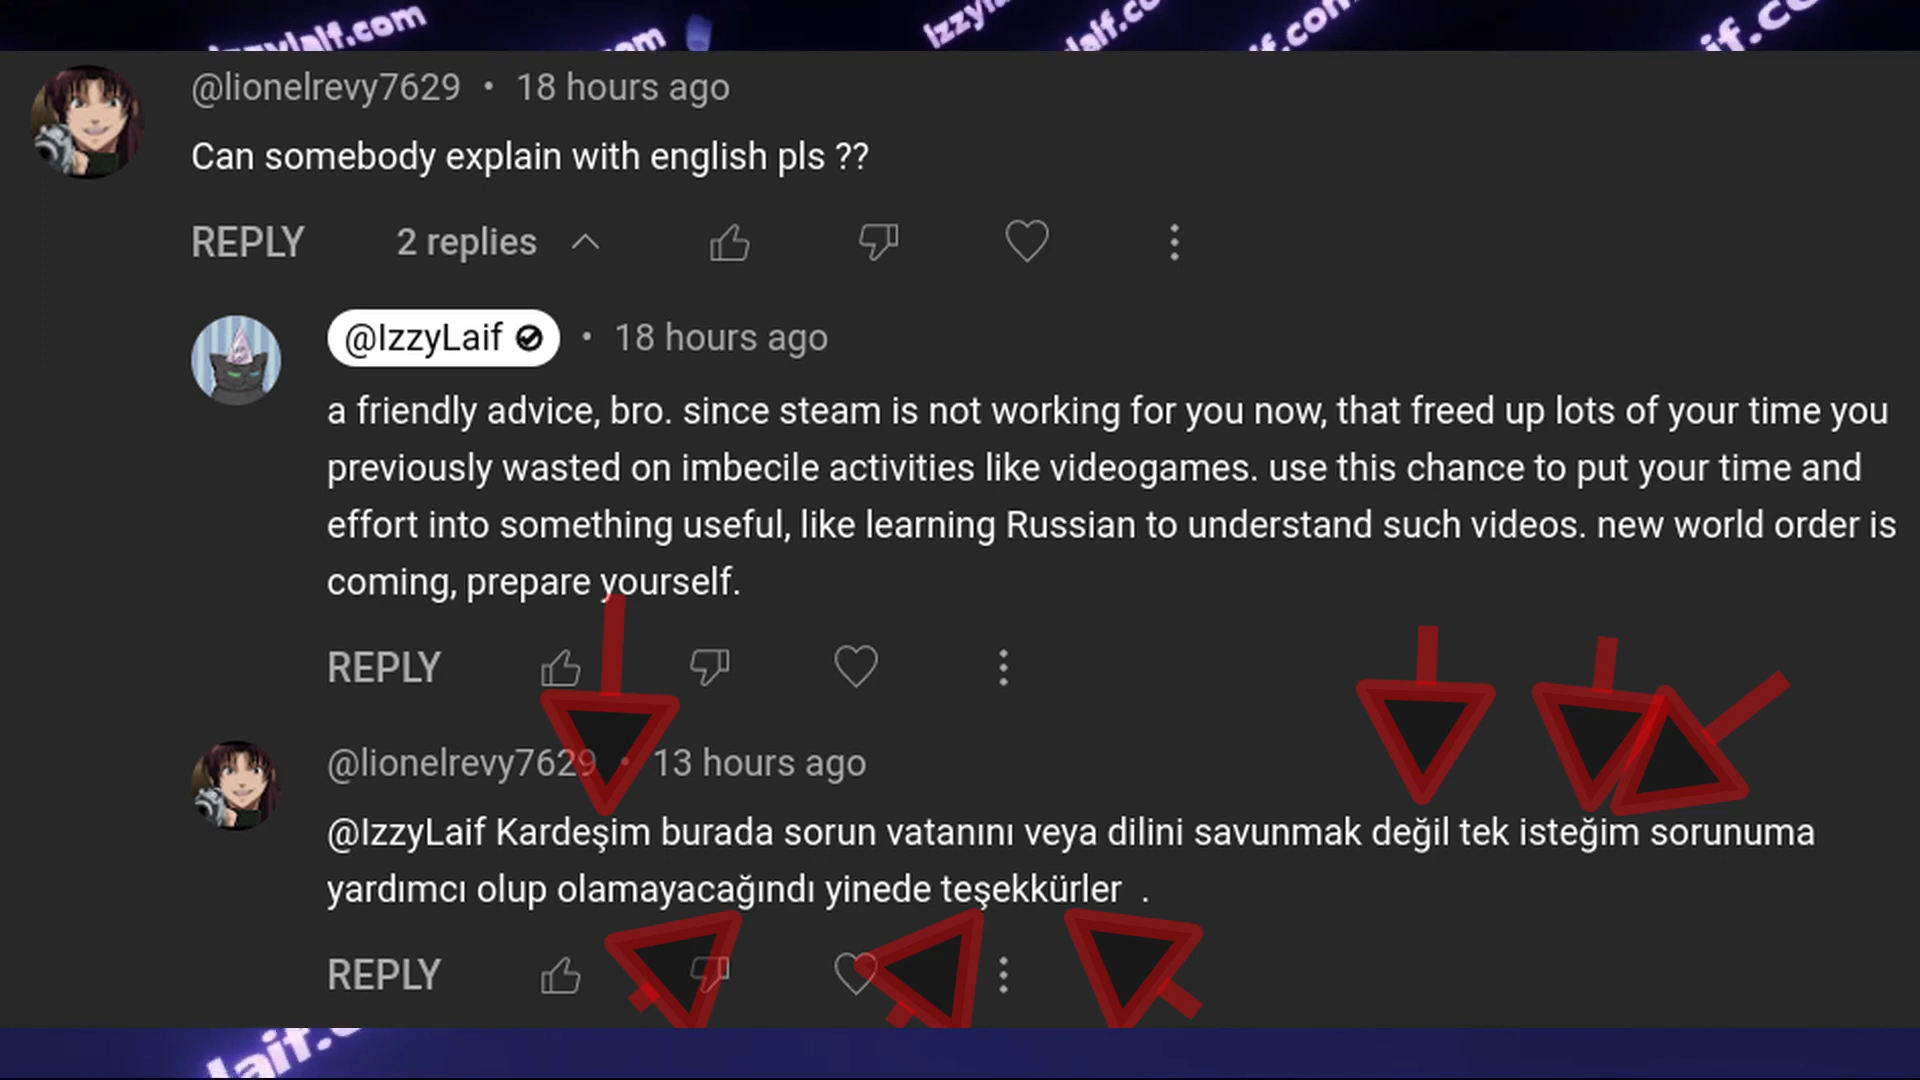 Izzylaif.com
@lionelrevy7629 • 18 hours ago
Can somebody explain with english pls ??
REPLY 2 replies
@IzzyLaif • 18 hours ago
a friendly advice, bro. since steam is not working for you now, that freed up lots of your time you
previously wasted on imbecile activities like videogames. use this chance to put your time and
effort into something useful, like learning Russian to understand such videos. new world order is
coming, prepare yourself.
REPLY
@lionelrevy7629 • 13 hours ago
@IzzyLaif Kardeşim burada sorun vatanını veya dilini savunmak değil tek isteğim sorunuma
yardımcı olup olamayacağındı yinede teşekkürler .
REPLY